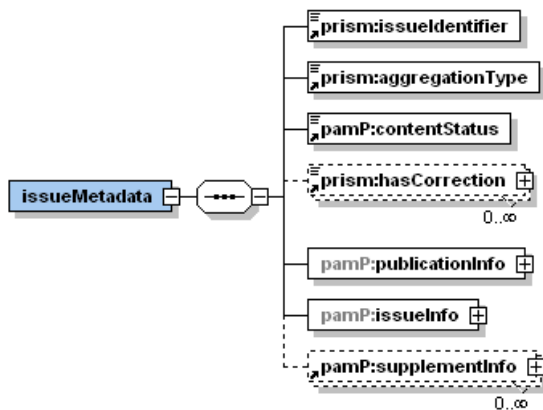 prism:issueIdentifier
prism:aggregationType
pamP:contentStatus
issueMetadata
prism:hasCorrection
0..∞
pamP:publicationInfo
pamP:issueInfo
pamP:supplementInfo
0..∞